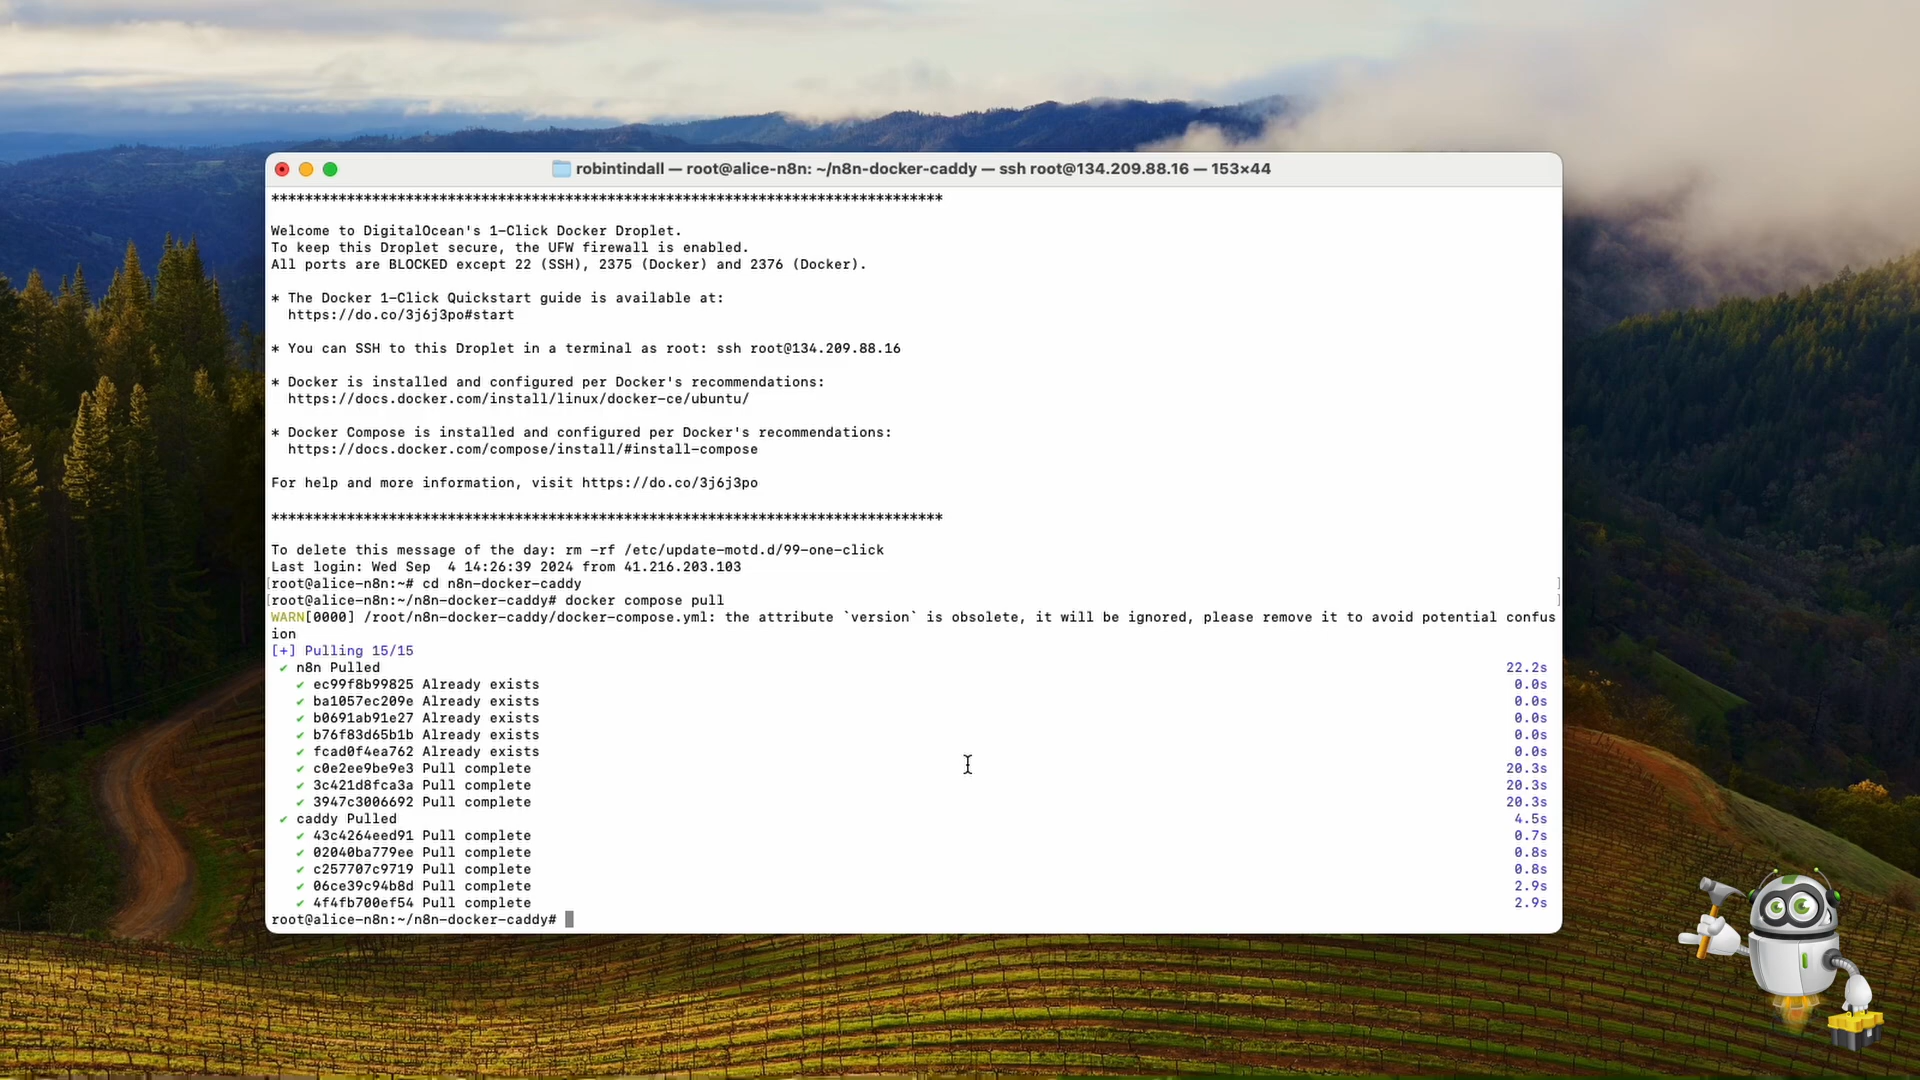 robintindall — root@alice-n8n: ~/n8n-docker-caddy — ssh root@134.209.88.16 — 153×44
********************************************************************************
Welcome to DigitalOcean's 1-Click Docker Droplet.
To keep this Droplet secure, the UFW firewall is enabled.
All ports are BLOCKED except 22 (SSH), 2375 (Docker) and 2376 (Docker).
* The Docker 1-Click Quickstart guide is available at:
https://do.co/3j6j3po#start
* You can SSH to this Droplet in a terminal as root: ssh root@134.209.88.16
* Docker is installed and configured per Docker's recommendations:
https://docs.docker.com/install/linux/docker-ce/ubuntu/
* Docker Compose is installed and configured per Docker's recommendations:
https://docs.docker.com/compose/install/#install-compose
For help and more information, visit https://do.co/3j6j3po
********************************************************************************
To delete this message of the day: rm -rf /etc/update-motd.d/99-one-click
Last login: Wed Sep  4 14:26:39 2024 from 41.216.203.103
[root@alice-n8n:~# cd n8n-docker-caddy ]
[root@alice-n8n:~/n8n-docker-caddy# docker compose pull ]
WARN[0000] /root/n8n-docker-caddy/docker-compose.yml: the attribute `version` is obsolete, it will be ignored, please remove it to avoid potential confus
ion
[+] Pulling 15/15
✔ n8n Pulled 22.2s
✔ ec99f8b99825 Already exists 0.0s
✔ ba1057ec209e Already exists 0.0s
✔ b0691ab91e27 Already exists 0.0s
✔ b76f83d65b1b Already exists 0.0s
✔ fcad0f4ea762 Already exists 0.0s
✔ c0e2ee9be9e3 Pull complete 20.3s
✔ 3c421d8fca3a Pull complete 20.3s
✔ 3947c3006692 Pull complete 20.3s
✔ caddy Pulled 4.5s
✔ 43c4264eed91 Pull complete 0.7s
✔ 02040ba779ee Pull complete 0.8s
✔ c257707c9719 Pull complete 0.8s
✔ 06ce39c94b8d Pull complete 2.9s
✔ 4f4fb700ef54 Pull complete 2.9s
root@alice-n8n:~/n8n-docker-caddy#